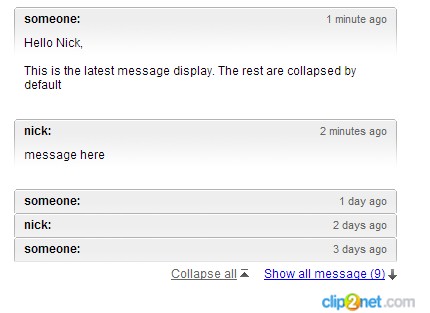 someone: 1 minute ago
Hello Nick,
This is the latest message display. The rest are collapsed by
default
nick: 2 minutes ago
message here
someone: 1 day ago
nick: 2 days ago
someone: 3 days ago
Collapse all Show all message (9)
clip2net.com